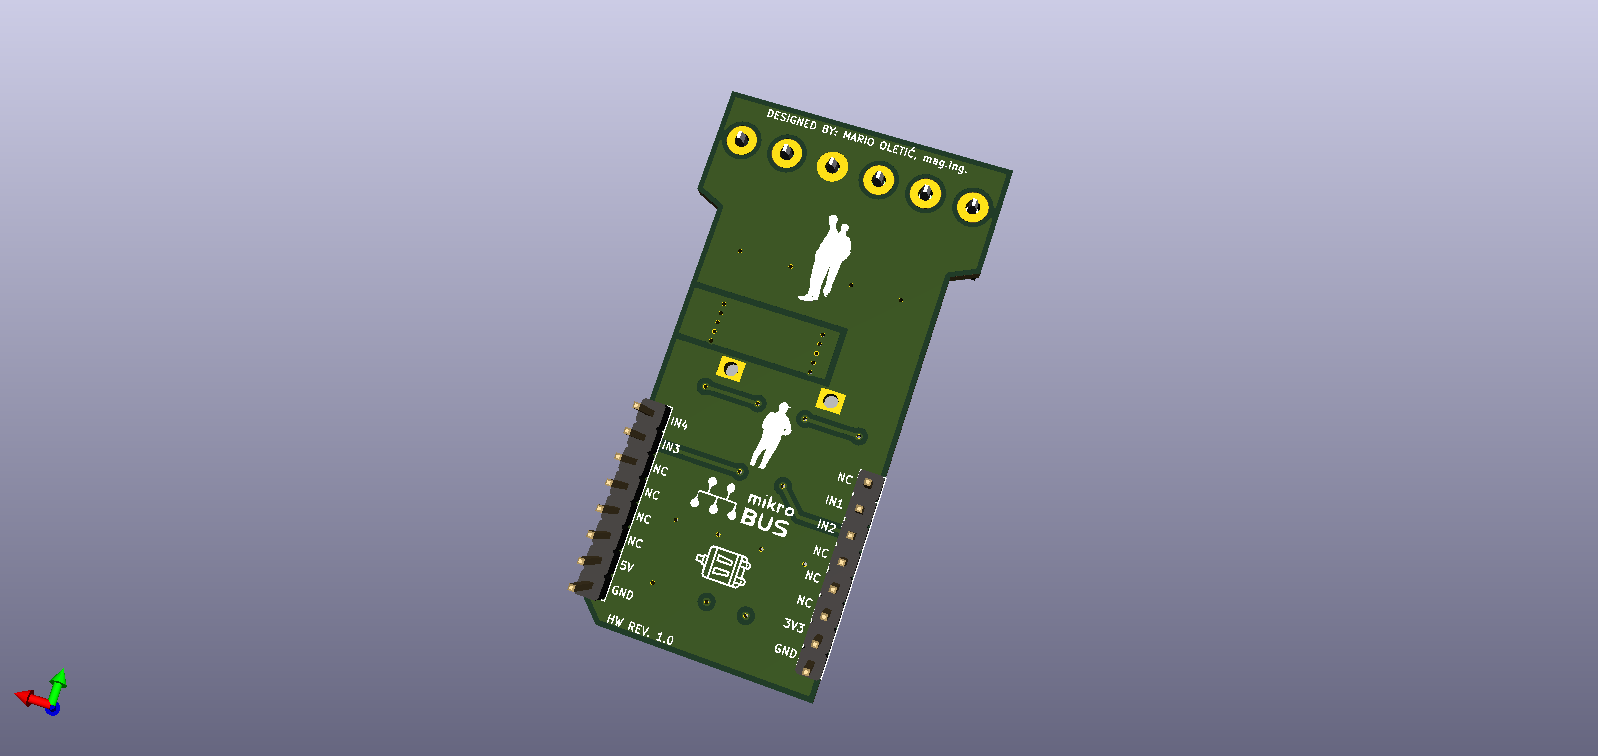 DESIGNED BY: MARIO OLETIĆ, mag.ing.
IN4
IN3
NC
NC
NC
NC
5V
GND
NC
IN1
IN2
NC
NC
NC
3V3
GND
mikro
BUS
HW REV. 1.0